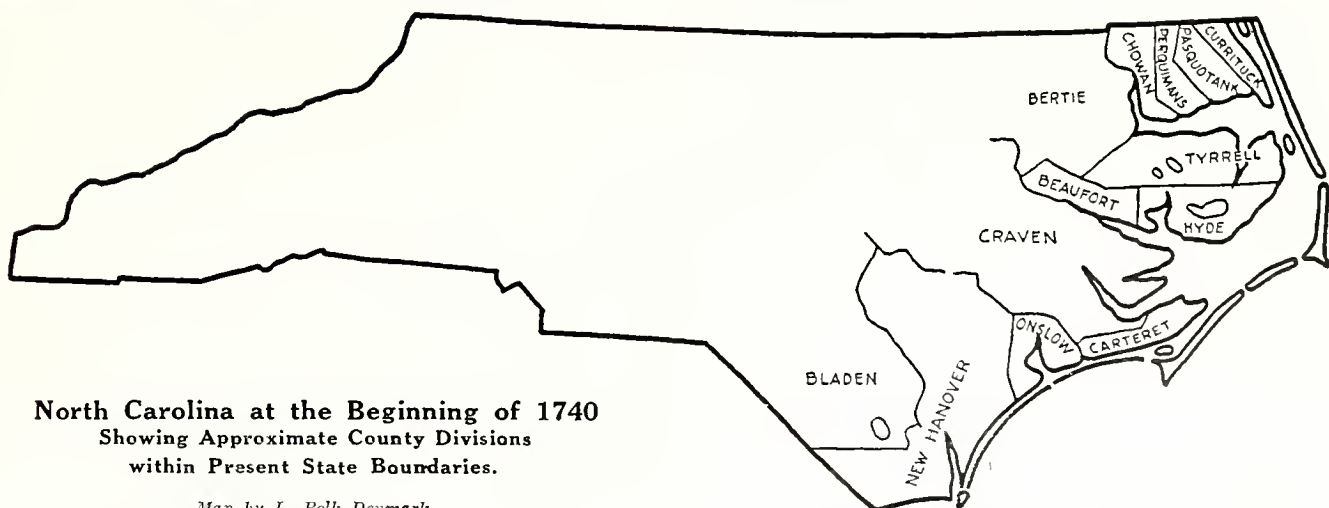 CHOWAN
PERQUIMANS
PASQUOTANK
CURRITUCK
BERTIE
TYRRELL
BEAUFORT
HYDE
CRAVEN
ONSLOW
CARTERET
BLADEN
NEW HANOVER
North Carolina at the Beginning of 1740
Showing Approximate County Divisions
within Present State Boundaries.
Map by L. Polk Denmark